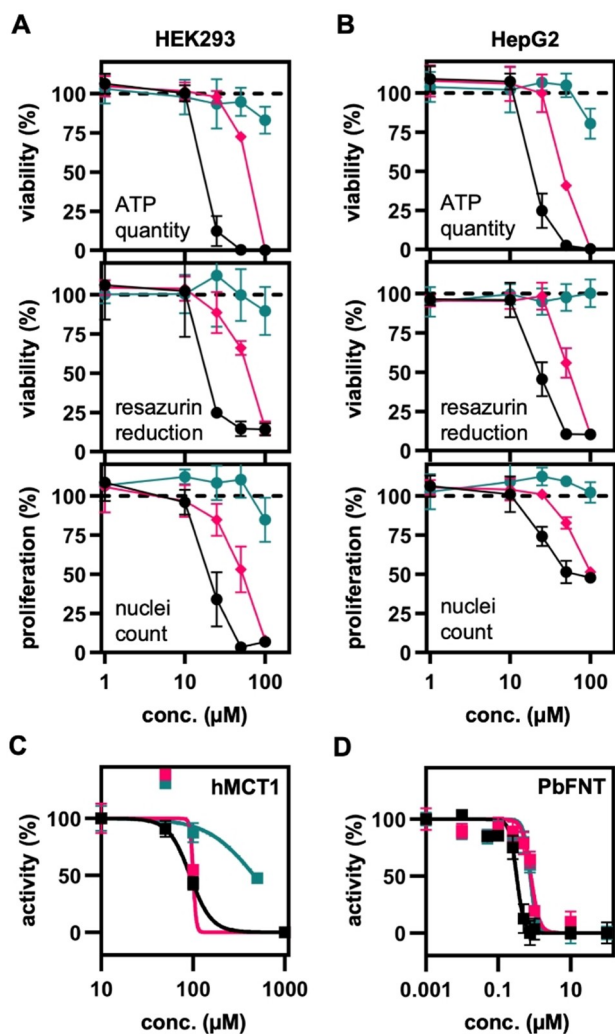 A
HEK293
B
HepG2
viability (%)
100
75
50
25
0
ATP
quantity
viability (%)
100
75
50
25
0
ATP
quantity
viability (%)
100
75
50
25
0
resazurin
reduction
viability (%)
100
75
50
25
0
resazurin
reduction
proliferation (%)
100
75
50
25
0
nuclei
count
1 10 100
conc. (µM)
proliferation (%)
100
75
50
25
0
nuclei
count
1 10 100
conc. (µM)
C
hMCT1
activity (%)
100
50
0
10 100 1000
conc. (µM)
D
PbFNT
activity (%)
100
50
0
0.001 0.1 10
conc. (µM)